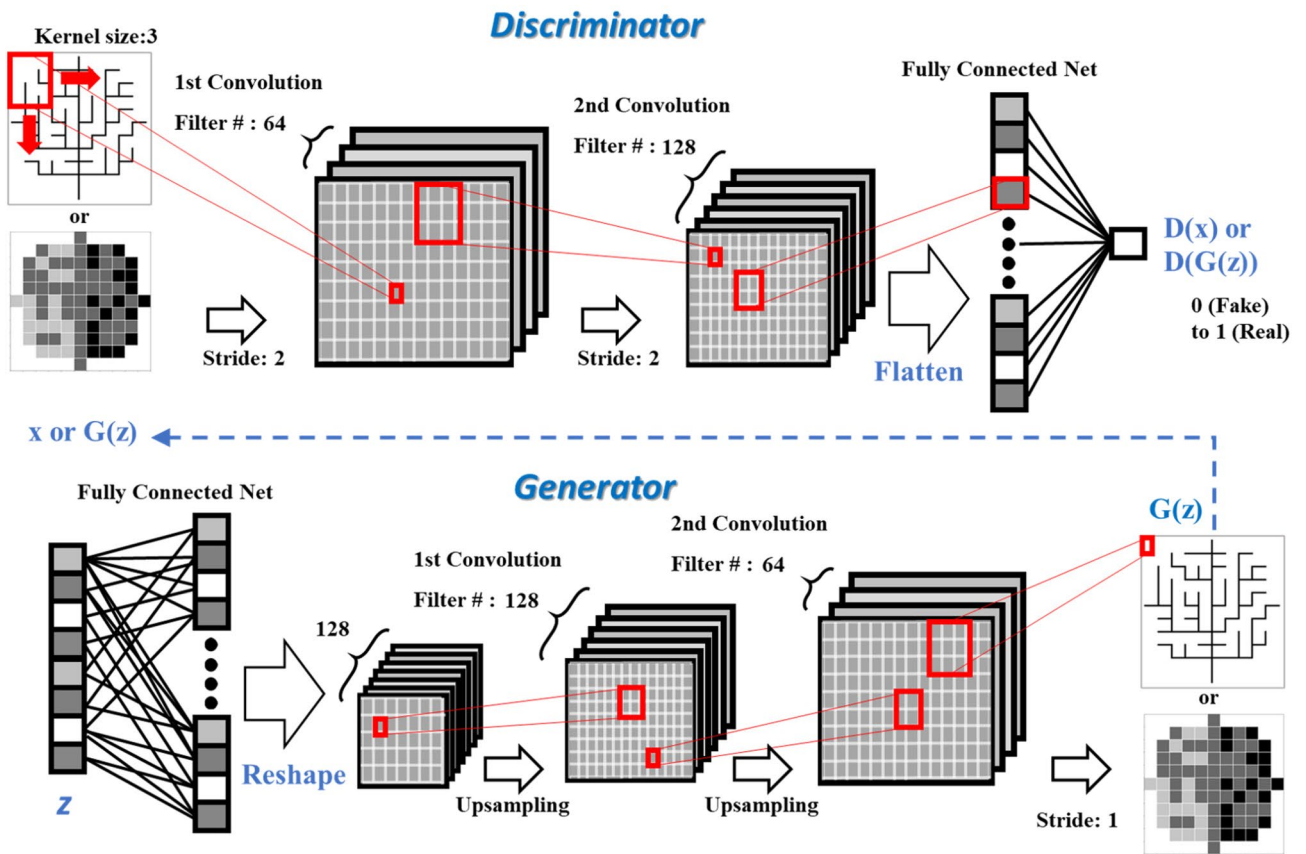 Discriminator
Kernel size:3
1st Convolution
Filter # : 64
2nd Convolution
Filter # : 128
Fully Connected Net
or
Stride: 2
Stride: 2
Flatten
D(x) or
D(G(z))
0 (Fake)
to 1 (Real)
x or G(z)
Generator
Fully Connected Net
1st Convolution
Filter # : 128
2nd Convolution
Filter # : 64
G(z)
128
z
Reshape
Upsampling
Upsampling
or
Stride: 1